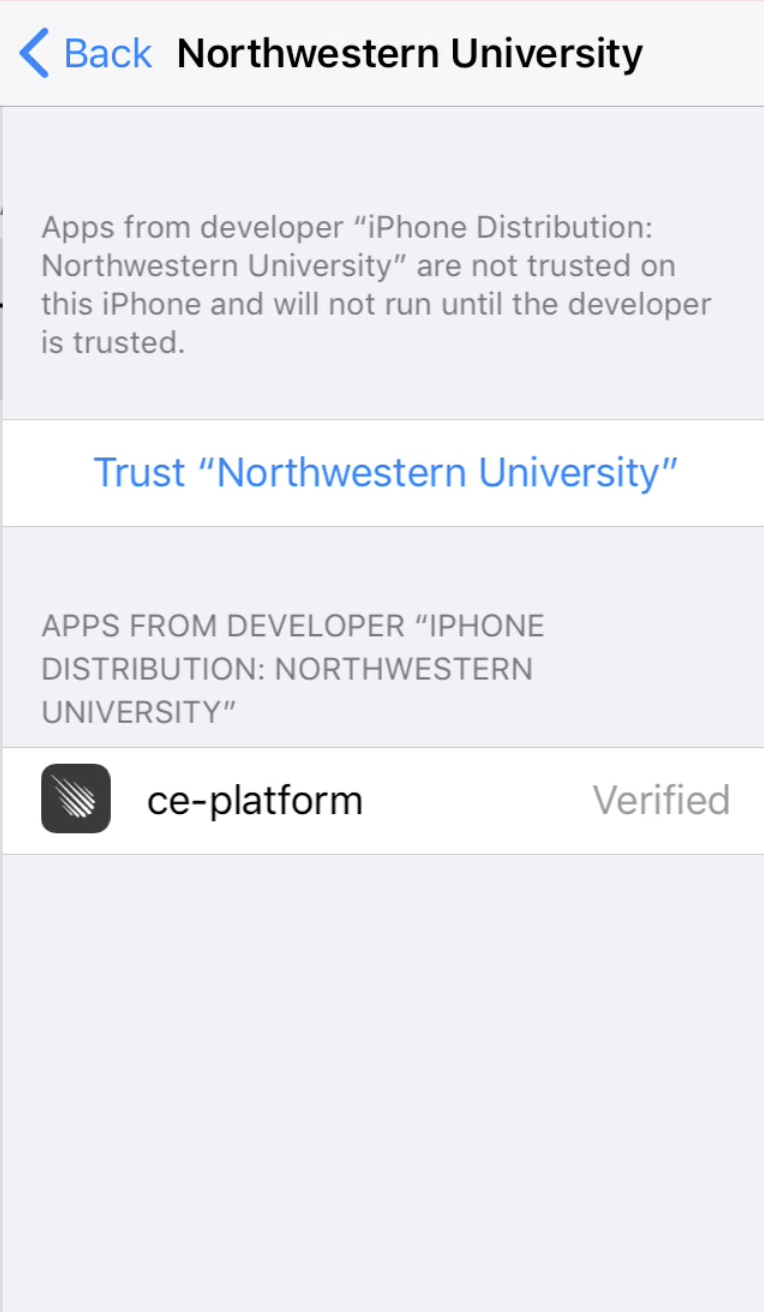 Back Northwestern University
Apps from developer “iPhone Distribution:
Northwestern University” are not trusted on
this iPhone and will not run until the developer
is trusted.
Trust “Northwestern University”
APPS FROM DEVELOPER “IPHONE
DISTRIBUTION: NORTHWESTERN
UNIVERSITY”
ce-platform Verified